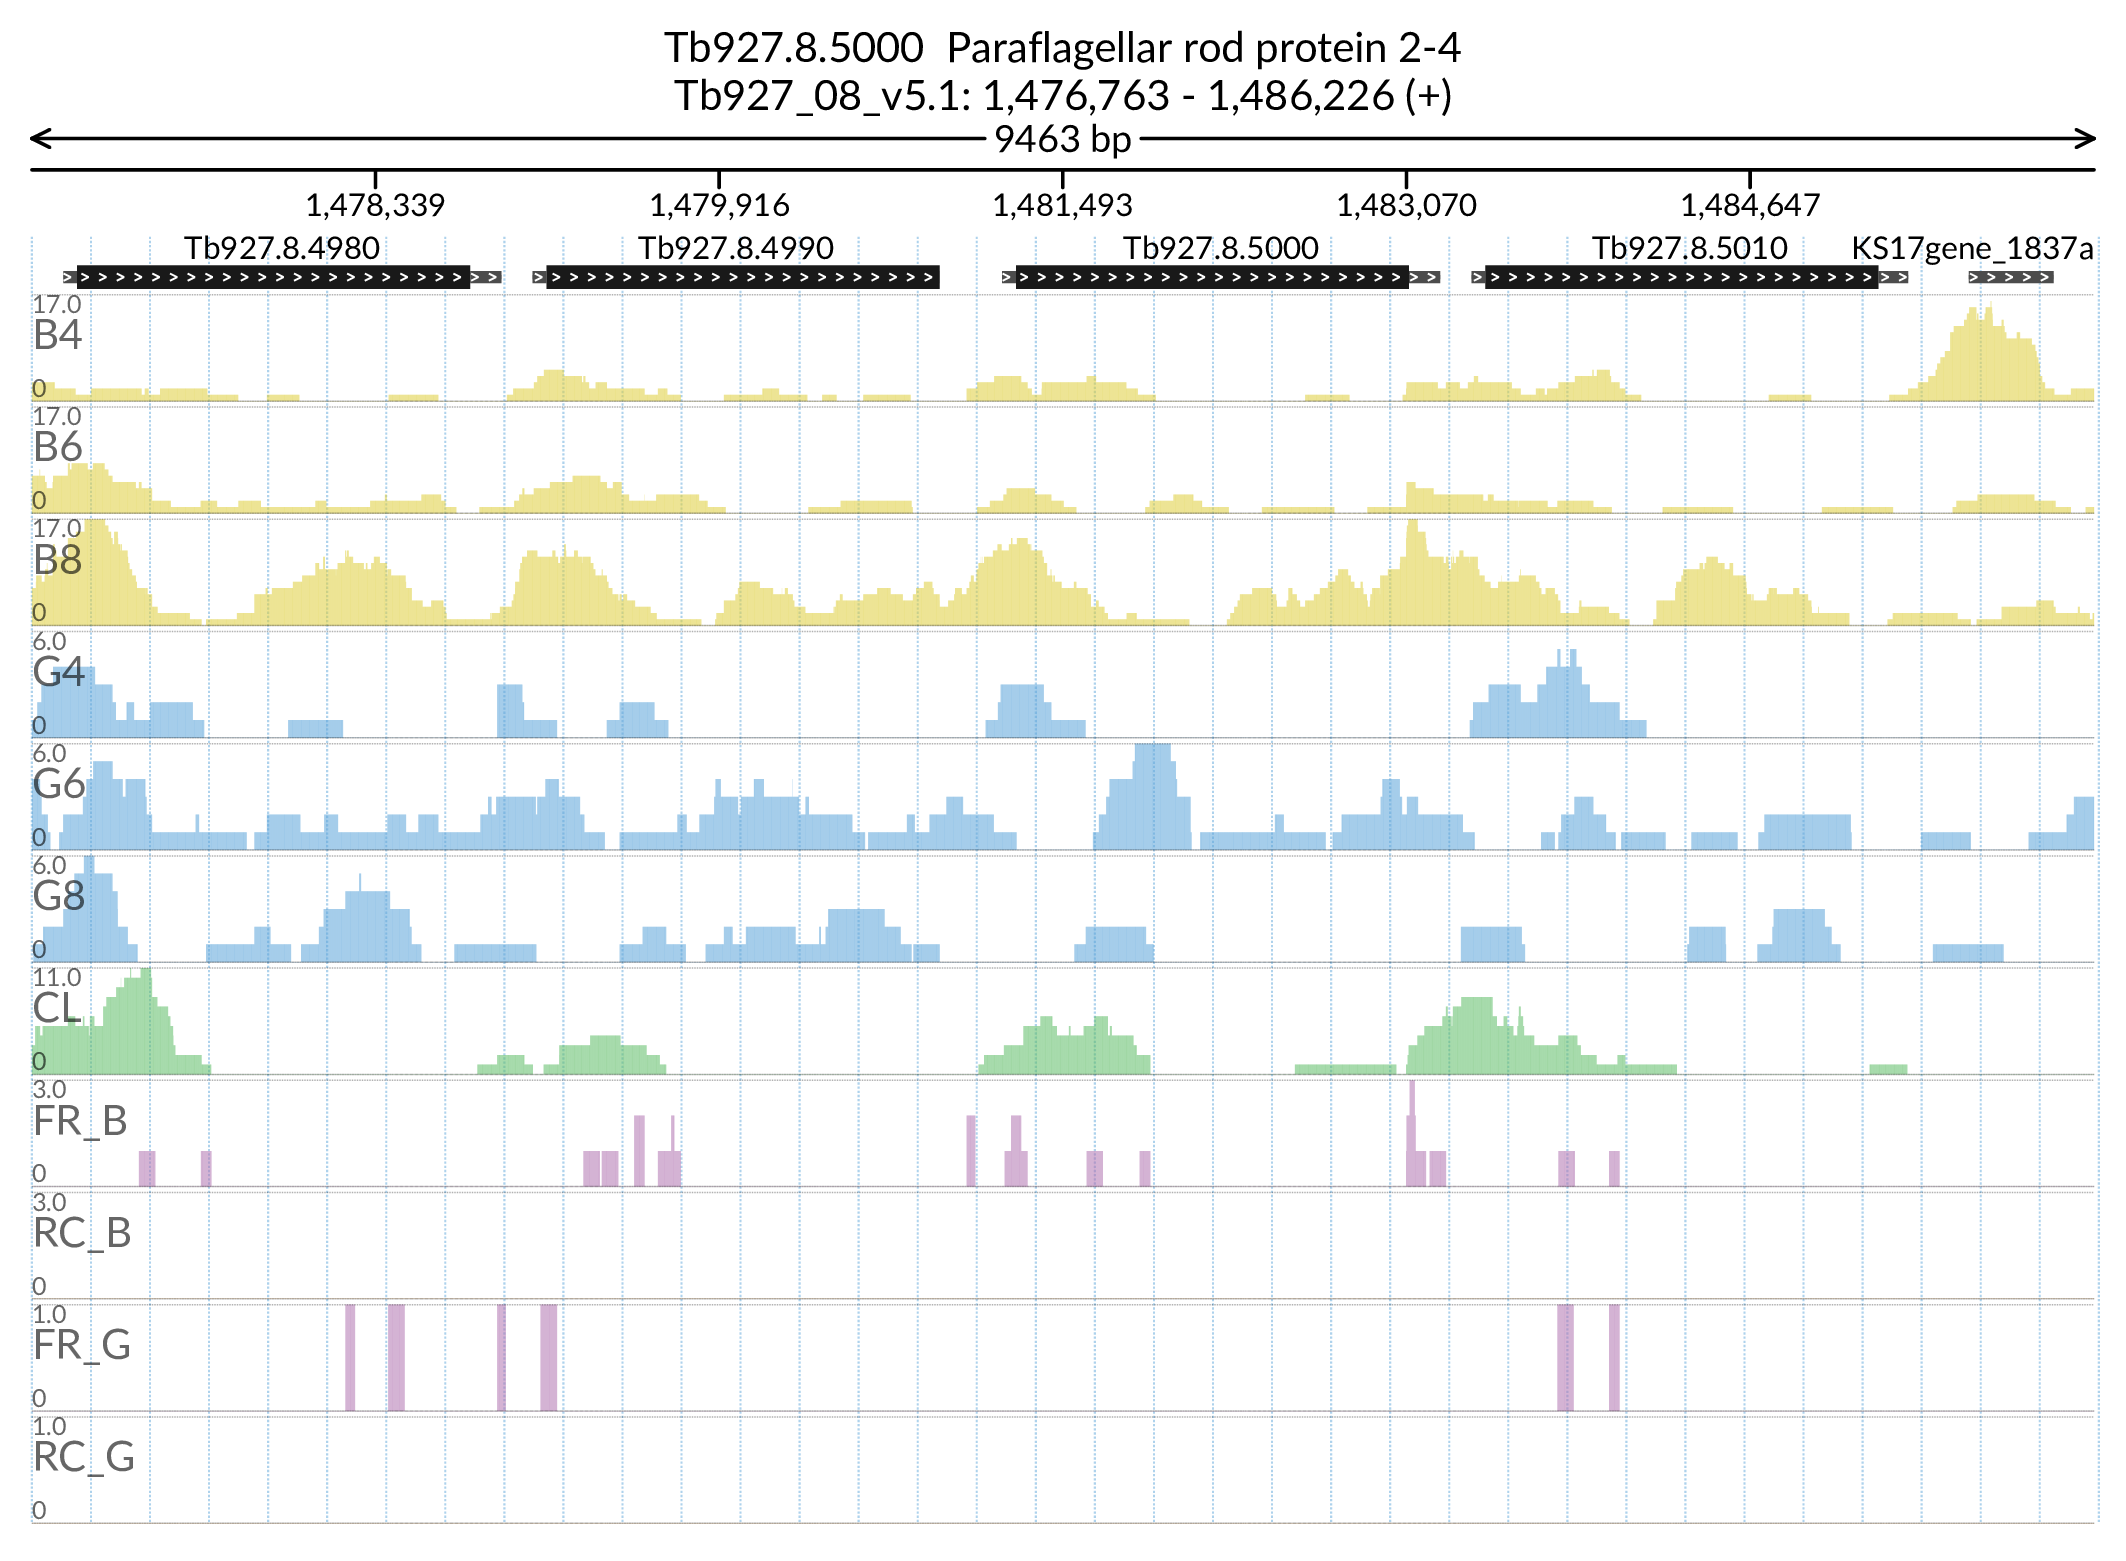 Tb927.8.5000  Paraflagellar rod protein 2-4
Tb927_08_v5.1: 1,476,763 - 1,486,226 (+)
9463 bp
1,478,339 1,479,916 1,481,493 1,483,070 1,484,647
Tb927.8.4980 Tb927.8.4990 Tb927.8.5000 Tb927.8.5010 KS17gene_1837a
17.0
B4
0
17.0
B6
0
17.0
B8
0
6.0
G4
0
6.0
G6
0
6.0
G8
0
11.0
CL
0
3.0
FR_B
0
3.0
RC_B
0
1.0
FR_G
0
1.0
RC_G
0